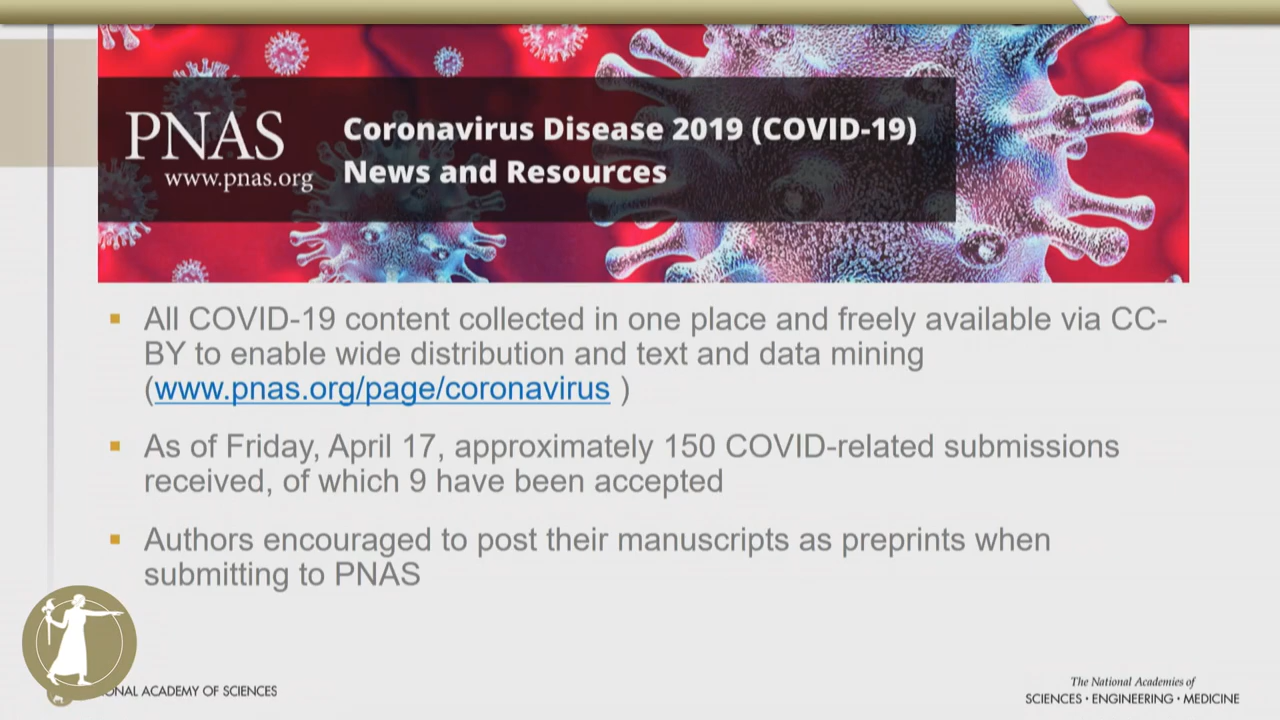 PNAS
www.pnas.org
Coronavirus Disease 2019 (COVID-19)
News and Resources
▪ All COVID-19 content collected in one place and freely available via CC-
BY to enable wide distribution and text and data mining
(www.pnas.org/page/coronavirus )
▪ As of Friday, April 17, approximately 150 COVID-related submissions
received, of which 9 have been accepted
▪ Authors encouraged to post their manuscripts as preprints when
submitting to PNAS
ONAL ACADEMY OF SCIENCES
The National Academies of
SCIENCES · ENGINEERING · MEDICINE